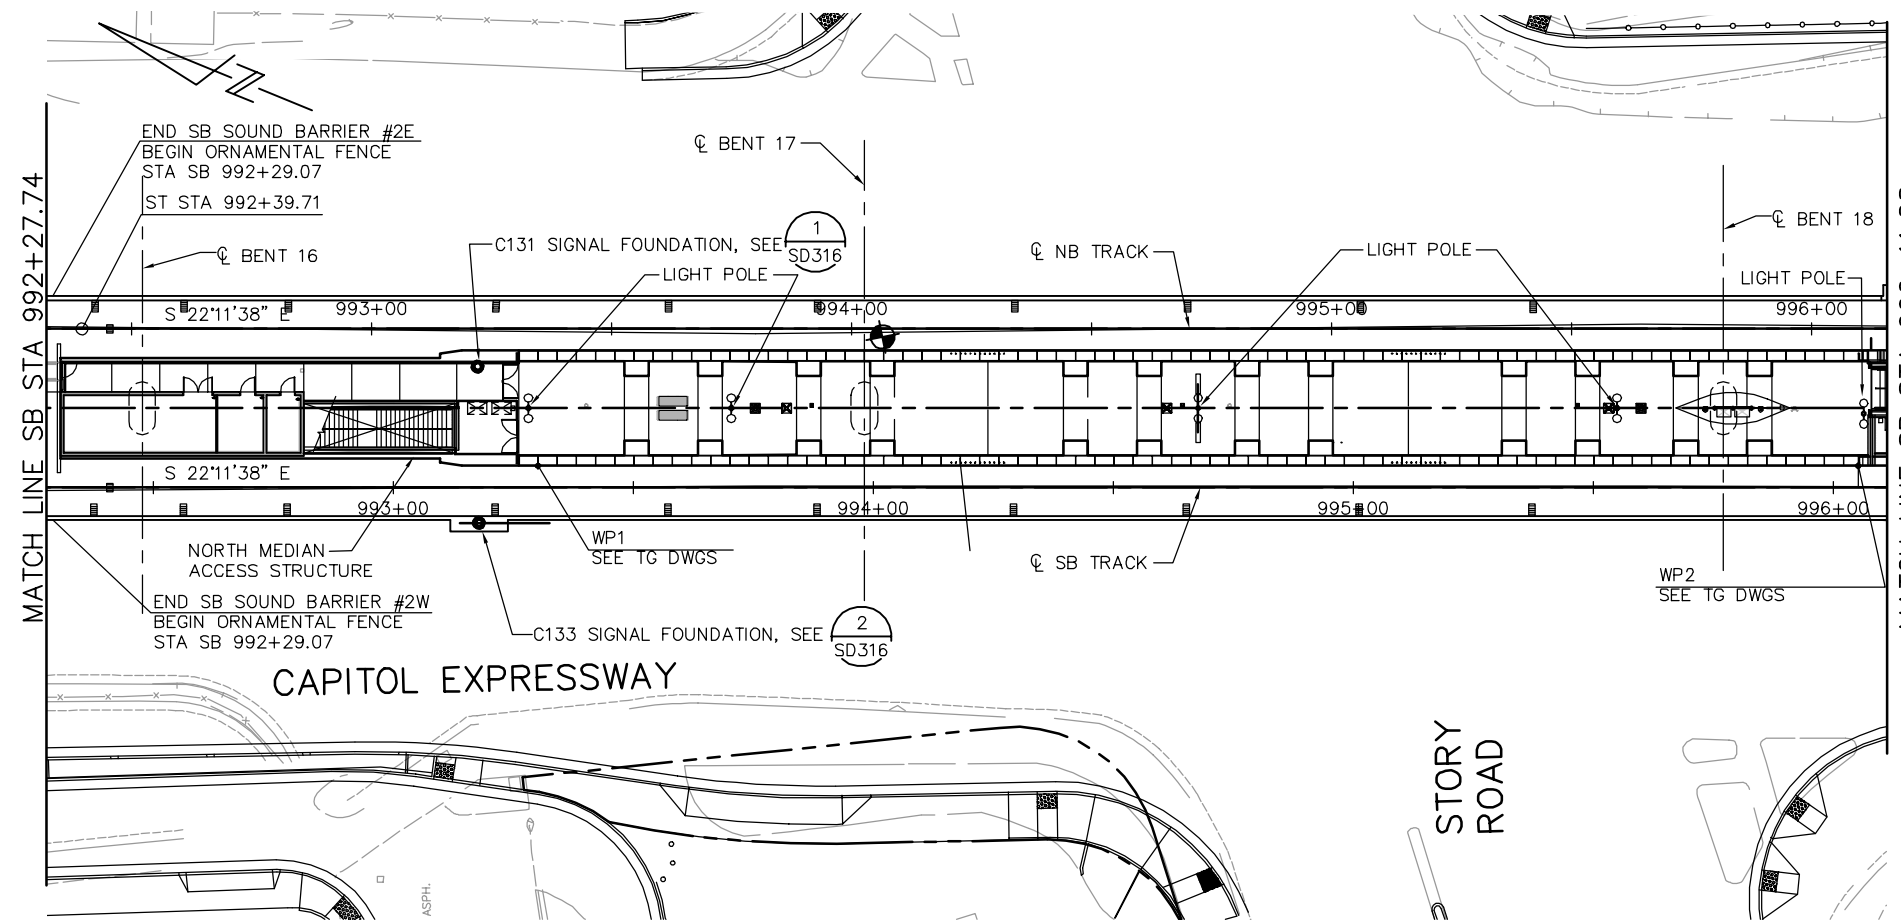 END SB SOUND BARRIER #2E
BEGIN ORNAMENTAL FENCE
STA SB 992+29.07
ST STA 992+39.71
℄ BENT 16
℄ BENT 17
℄ BENT 18
C131 SIGNAL FOUNDATION, SEE
1
SD316
LIGHT POLE
℄ NB TRACK
LIGHT POLE
LIGHT POLE
MATCH LINE SB STA 992+27.74
S 22°11'38" E
993+00
994+00
995+00
996+00
S 22°11'38" E
993+00
994+00
995+00
996+00
NORTH MEDIAN
ACCESS STRUCTURE
WP1
SEE TG DWGS
℄ SB TRACK
WP2
SEE TG DWGS
END SB SOUND BARRIER #2W
BEGIN ORNAMENTAL FENCE
STA SB 992+29.07
C133 SIGNAL FOUNDATION, SEE
2
SD316
CAPITOL EXPRESSWAY
STORY
ROAD
ASPH.